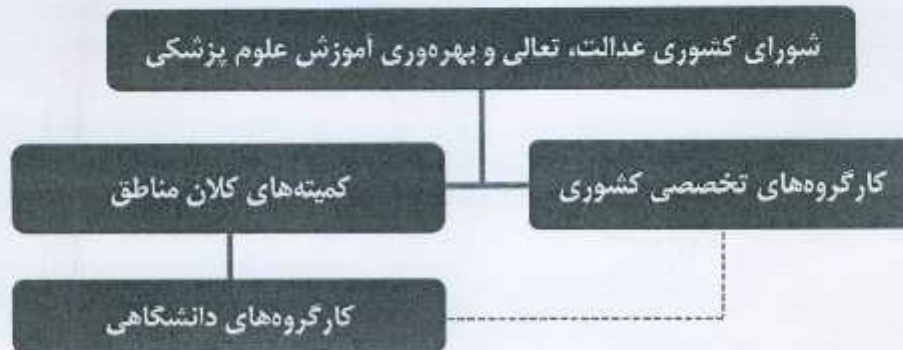 شورای کشوری عدالت، تعالی و بهره‌وری آموزش علوم پزشکی
کارگروه‌های تخصصی کشوری
کمیته‌های کلان مناطق
کارگروه‌های دانشگاهی